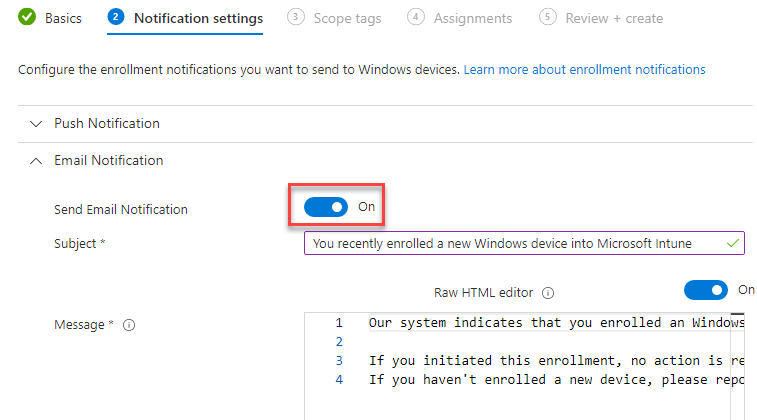 Basics 2 Notification settings 3 Scope tags 4 Assignments 5 Review + create
Configure the enrollment notifications you want to send to Windows devices. Learn more about enrollment notifications
Push Notification
Email Notification
Send Email Notification On
Subject * You recently enrolled a new Windows device into Microsoft Intune
Raw HTML editor On
Message *
1 Our system indicates that you enrolled an Windows
2
3 If you initiated this enrollment, no action is re
4 If you haven't enrolled a new device, please repo